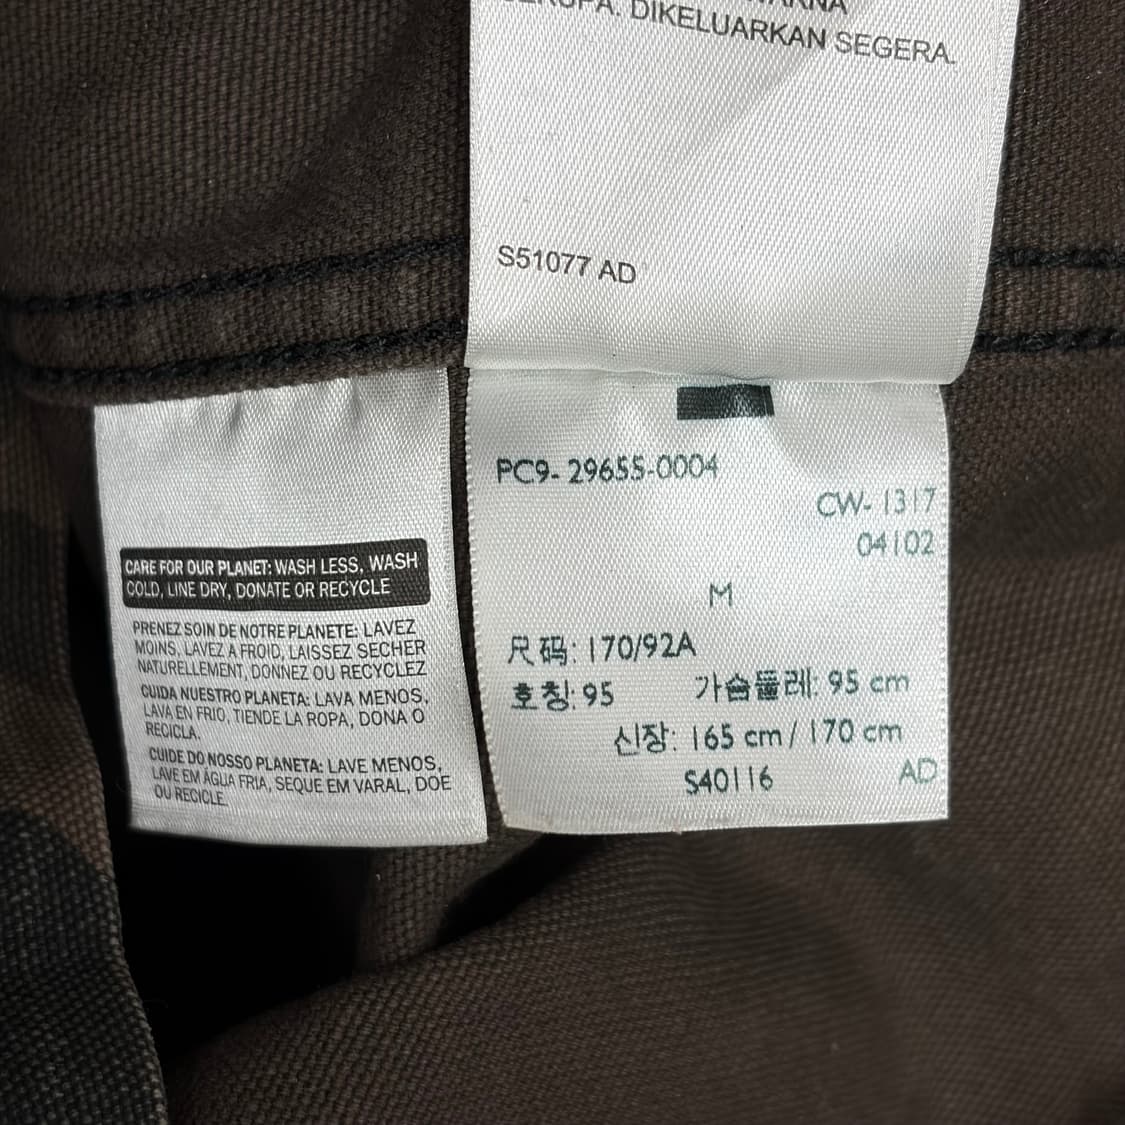 DIKELUARKAN SEGERA.
S51077 AD
CARE FOR OUR PLANET: WASH LESS, WASH
COLD, LINE DRY, DONATE OR RECYCLE
PRENEZ SOIN DE NOTRE PLANETE: LAVEZ
MOINS, LAVEZ A FROID, LAISSEZ SECHER
NATURELLEMENT, DONNEZ OU RECYCLEZ
CUIDA NUESTRO PLANETA: LAVA MENOS,
LAVA EN FRIO, TIENDE LA ROPA, DONA O
RECICLA.
CUIDE DO NOSSO PLANETA: LAVE MENOS,
LAVE EM ÁGUA FRIA, SEQUE EM VARAL, DOE
OU RECICLE.
PC9- 29655-0004
CW- 1317
04102
M
尺码: 170/92A
호칭: 95 가슴둘레: 95 cm
신장: 165 cm / 170 cm
S40116 AD